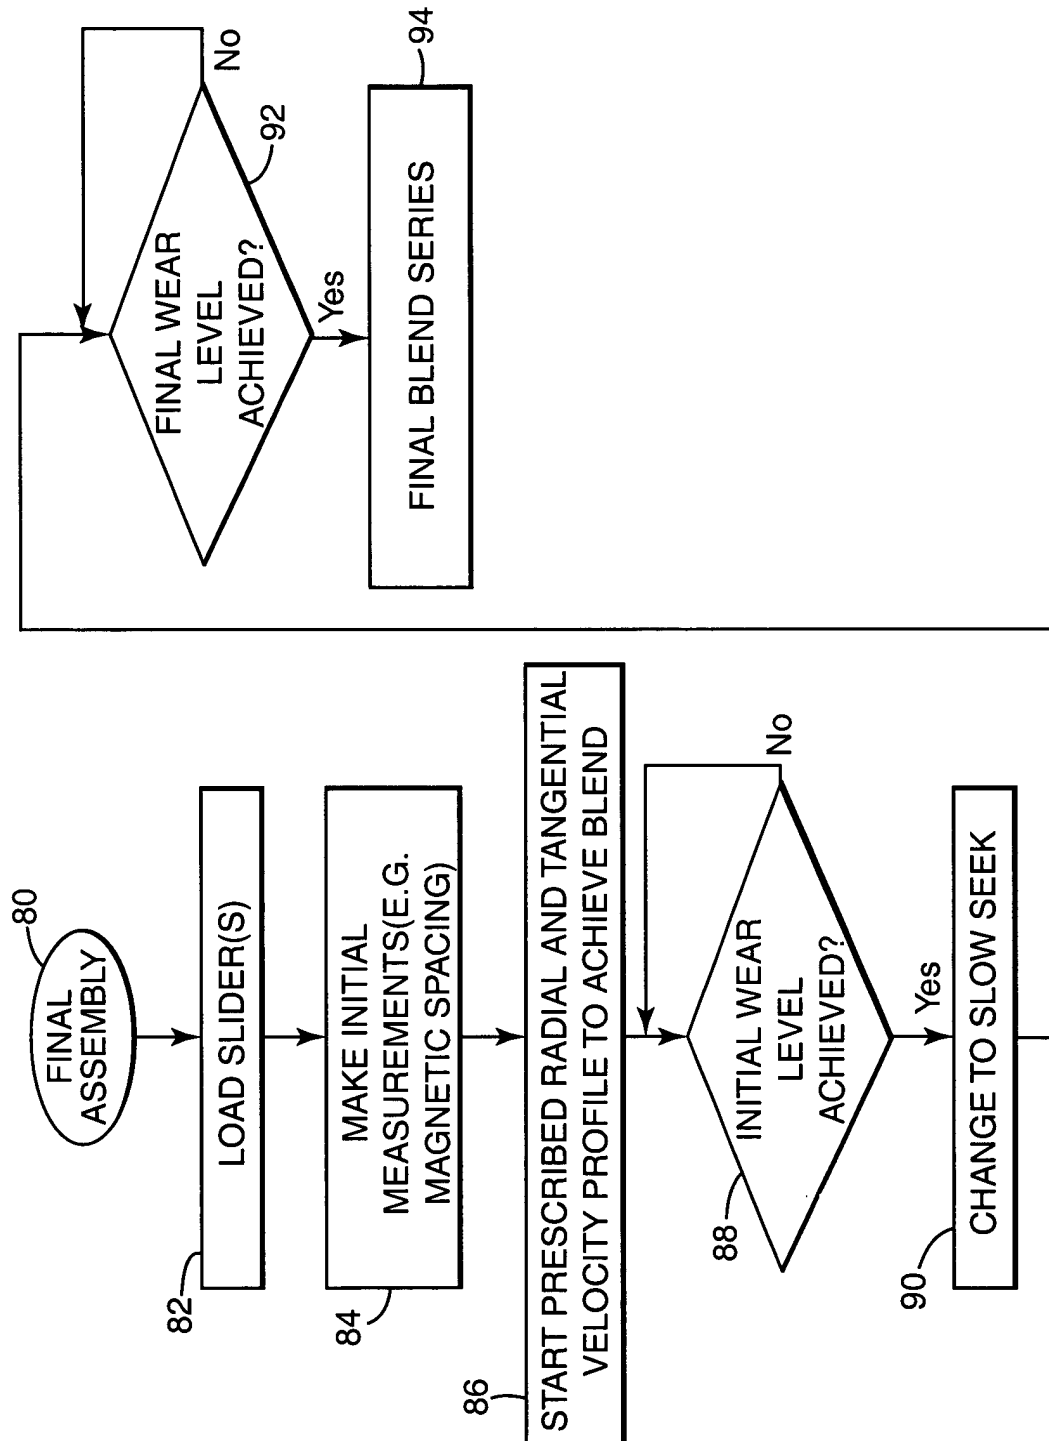 80
FINAL
ASSEMBLY
82
LOAD SLIDER(S)
84
MAKE INITIAL
MEASUREMENTS(E.G.
MAGNETIC SPACING)
86
START PRESCRIBED RADIAL AND TANGENTIAL
VELOCITY PROFILE TO ACHIEVE BLEND
88
INITIAL WEAR
LEVEL
ACHIEVED?
No
Yes
90
CHANGE TO SLOW SEEK
FINAL WEAR
LEVEL
ACHIEVED?
No
92
Yes
94
FINAL BLEND SERIES